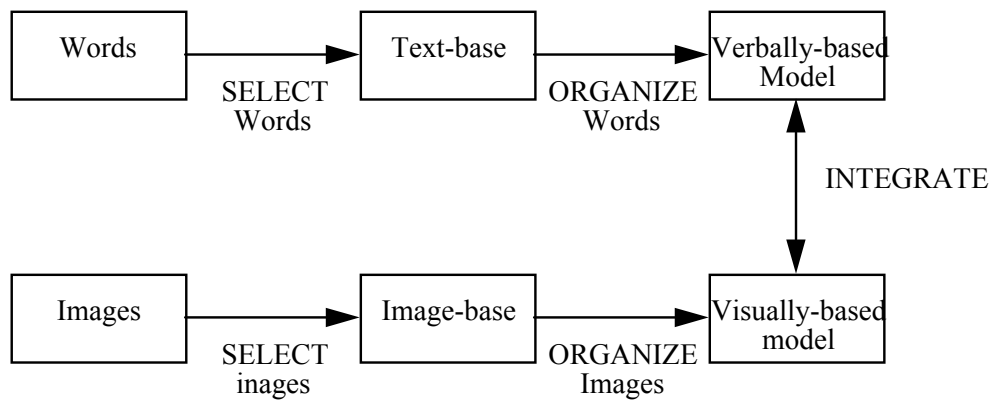 Words
Text-base
Verbally-based
Model
SELECT
Words
ORGANIZE
Words
INTEGRATE
Images
Image-base
Visually-based
model
SELECT
inages
ORGANIZE
Images